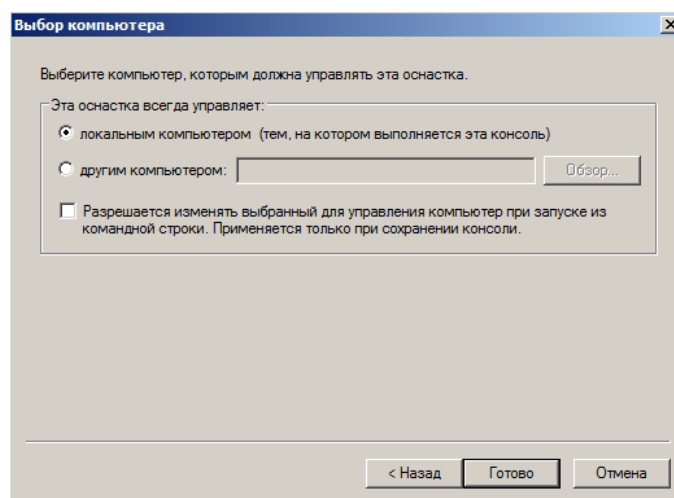 Выбор компьютера
Выберите компьютер, которым должна управлять эта оснастка.
Эта оснастка всегда управляет:
локальным компьютером (тем, на котором выполняется эта консоль)
другим компьютером:
Обзор...
Разрешается изменять выбранный для управления компьютер при запуске из
командной строки. Применяется только при сохранении консоли.
< Назад
Готово
Отмена